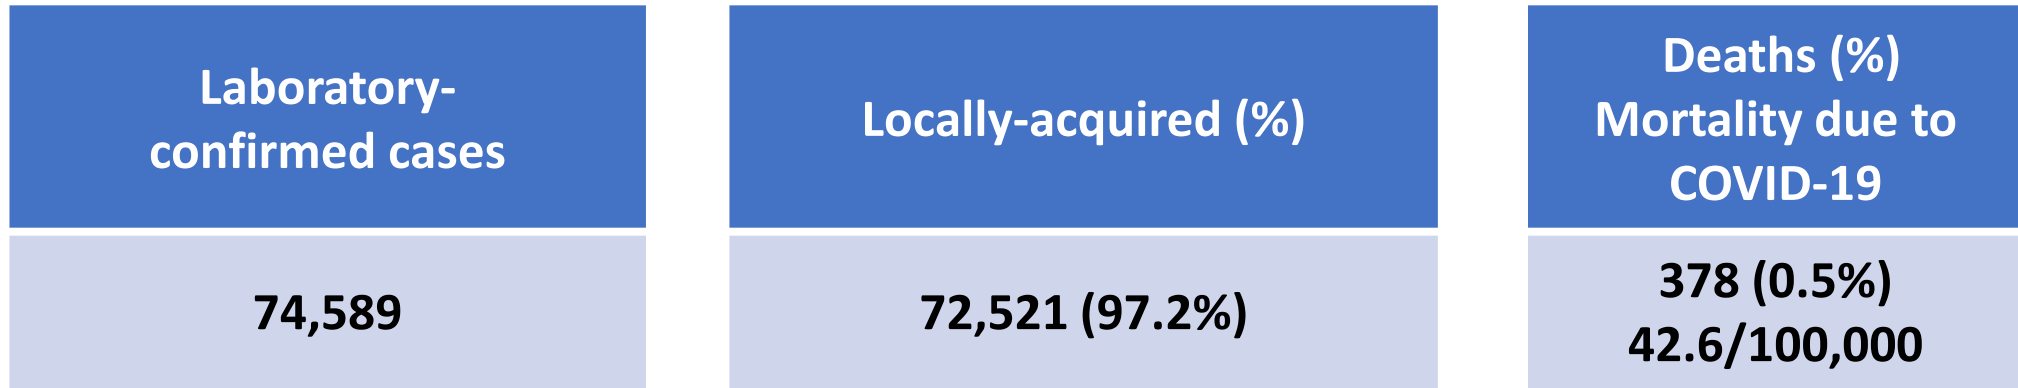 Laboratory-
confirmed cases
74,589
Locally-acquired (%)
72,521 (97.2%)
Deaths (%)
Mortality due to
COVID-19
378 (0.5%)
42.6/100,000